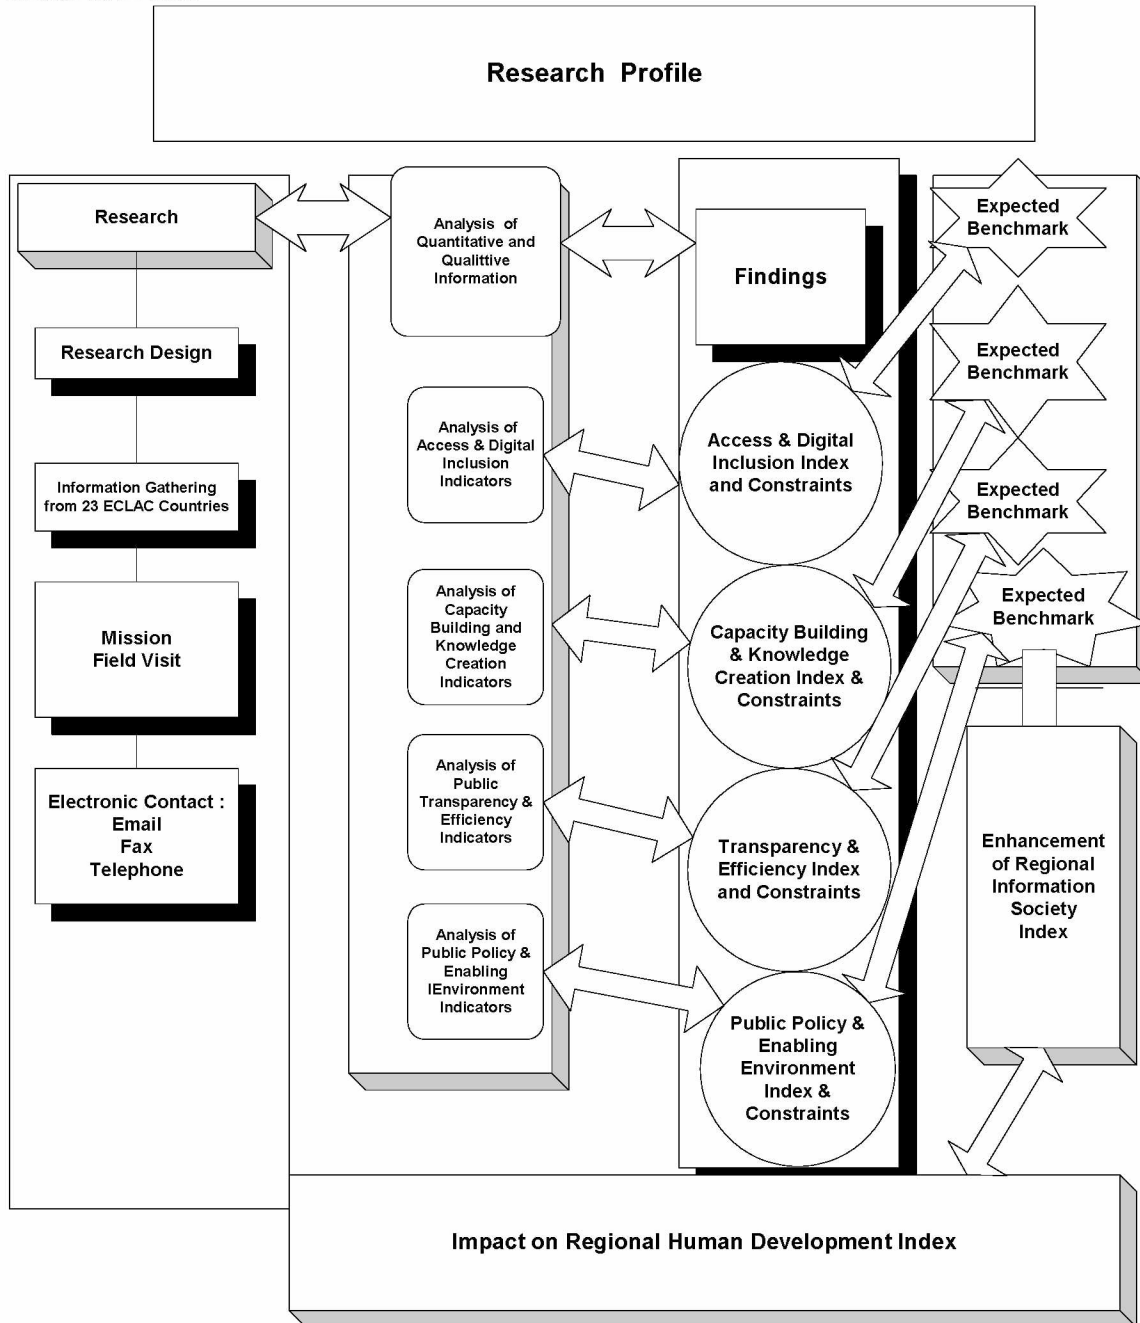 Research Profile
Research
Research Design
Information Gathering
from 23 ECLAC Countries
Mission
Field Visit
Electronic Contact :
Email
Fax
Telephone
Analysis of
Quantitative and
Qualittive
Information
Analysis of
Access & Digital
Inclusion
Indicators
Analysis of
Capacity
Building and
Knowledge
Creation
Indicators
Analysis of
Public
Transparency &
Efficiency
Indicators
Analysis of
Public Policy &
Enabling
IEnvironment
Indicators
Findings
Access & Digital
Inclusion Index
and Constraints
Capacity Building
& Knowledge
Creation Index &
Constraints
Transparency &
Efficiency Index
and Constraints
Public Policy &
Enabling
Environment
Index &
Constraints
Expected
Benchmark
Expected
Benchmark
Expected
Benchmark
Expected
Benchmark
Enhancement
of Regional
Information
Society
Index
Impact on Regional Human Development Index